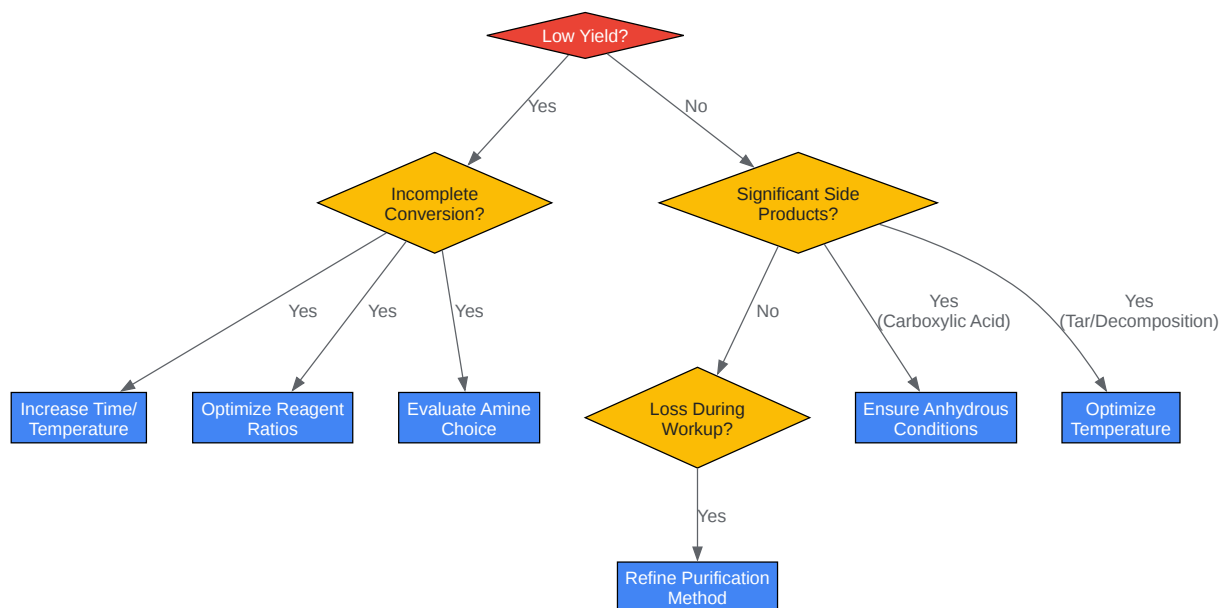 Low Yield?
Yes
No
Incomplete
Conversion?
Significant Side
Products?
Yes
Yes
Yes
No
Yes
(Carboxylic Acid)
Yes
(Tar/Decomposition)
Increase Time/
Temperature
Optimize Reagent
Ratios
Evaluate Amine
Choice
Loss During
Workup?
Ensure Anhydrous
Conditions
Optimize
Temperature
Yes
Refine Purification
Method